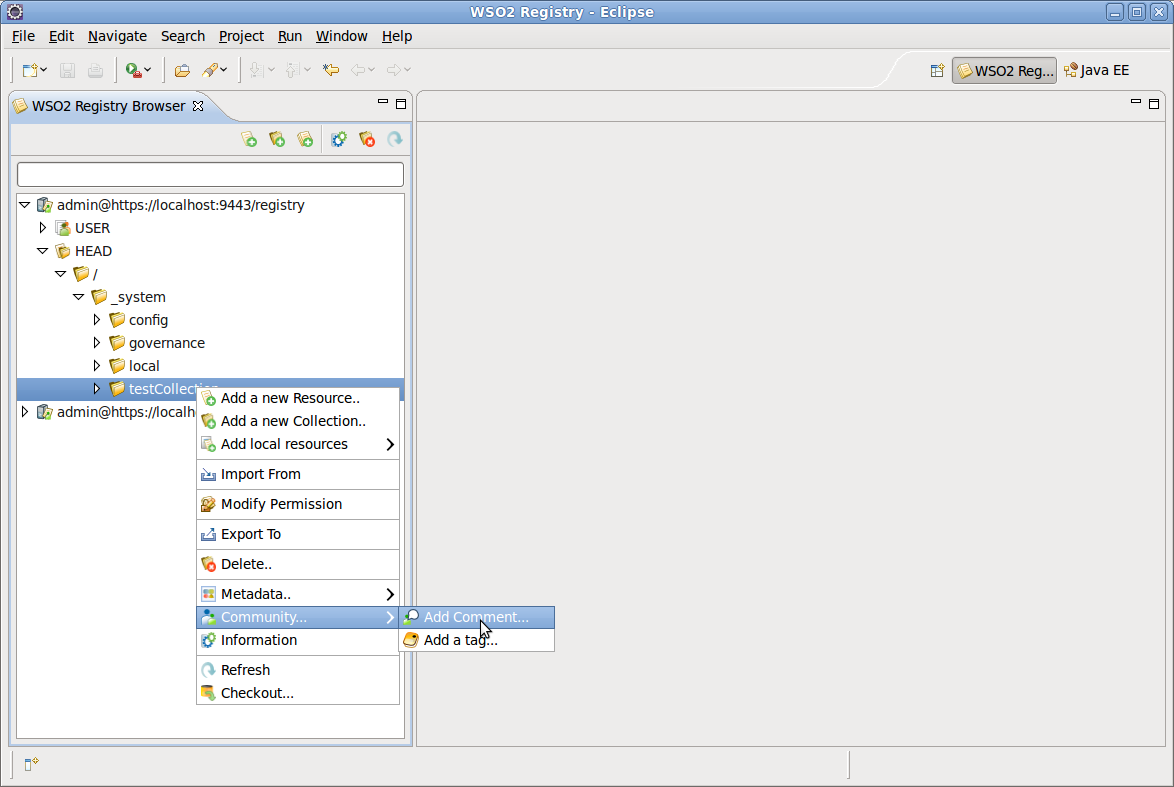 WSO2 Registry - Eclipse
File Edit Navigate Search Project Run Window Help
WSO2 Reg... Java EE
WSO2 Registry Browser
admin@https://localhost:9443/registry
USER
HEAD
/
_system
config
governance
local
testCollection
admin@https://localh
Add a new Resource..
Add a new Collection..
Add local resources
Import From
Modify Permission
Export To
Delete..
Metadata..
Community...
Add Comment...
Information
Add a tag...
Refresh
Checkout...